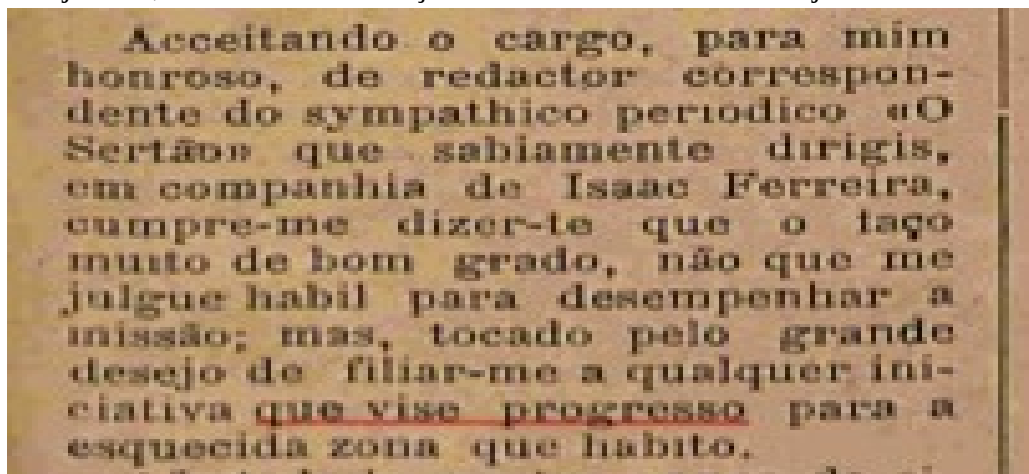 Acceitando o cargo, para mim
honroso, de redactor correspon-
dente do sympathico periodico «O
Sertão» que sabiamente dirigis,
em companhia de Isaac Ferreira,
cumpre-me dizer-te que o faço
muito de bom grado, não que me
julgue habil para desempenhar a
missão; mas, tocado pelo grande
desejo de filiar-me a qualquer ini-
ciativa que vise progresso para a
esquecida zona que habito.